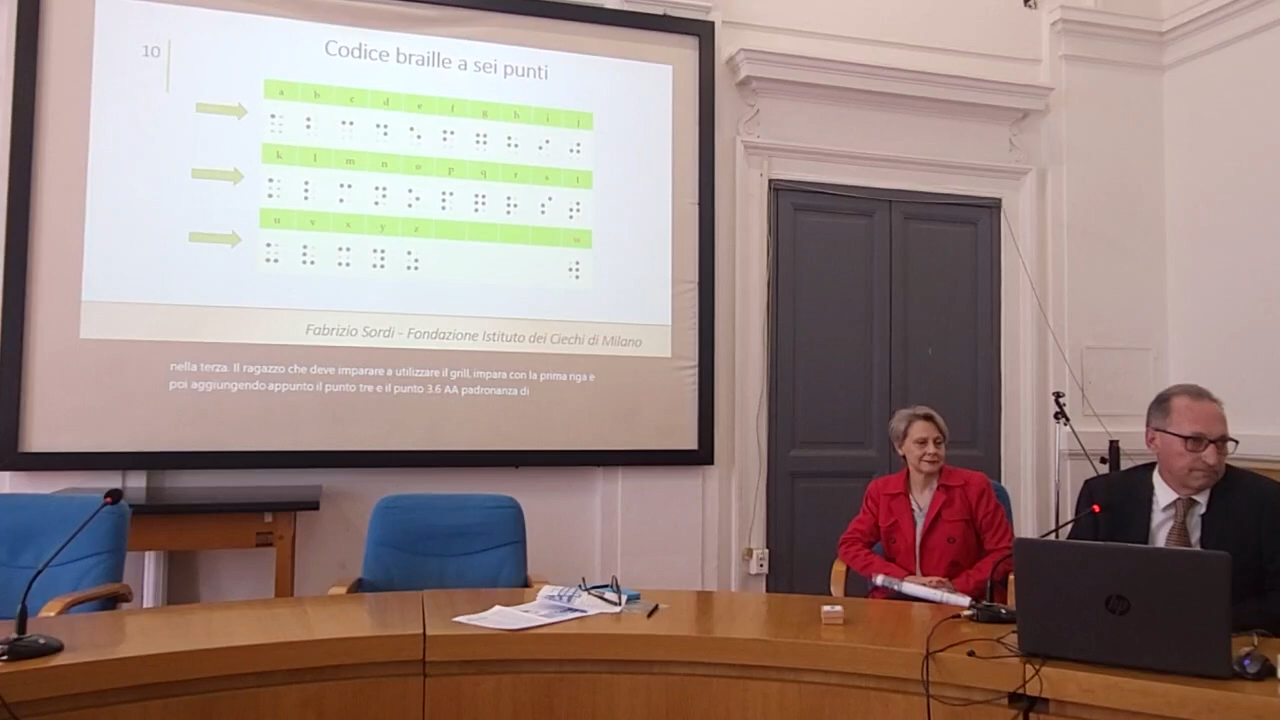 10
Codice braille a sei punti
a b c d e f g h i j
k l m n o p q r s t
u v x y z w
Fabrizio Sordi - Fondazione Istituto dei Ciechi di Milano
nella terza. Il ragazzo che deve imparare a utilizzare il grill, impara con la prima riga e
poi aggiungendo appunto il punto tre e il punto 3.6 AA padronanza di
hp